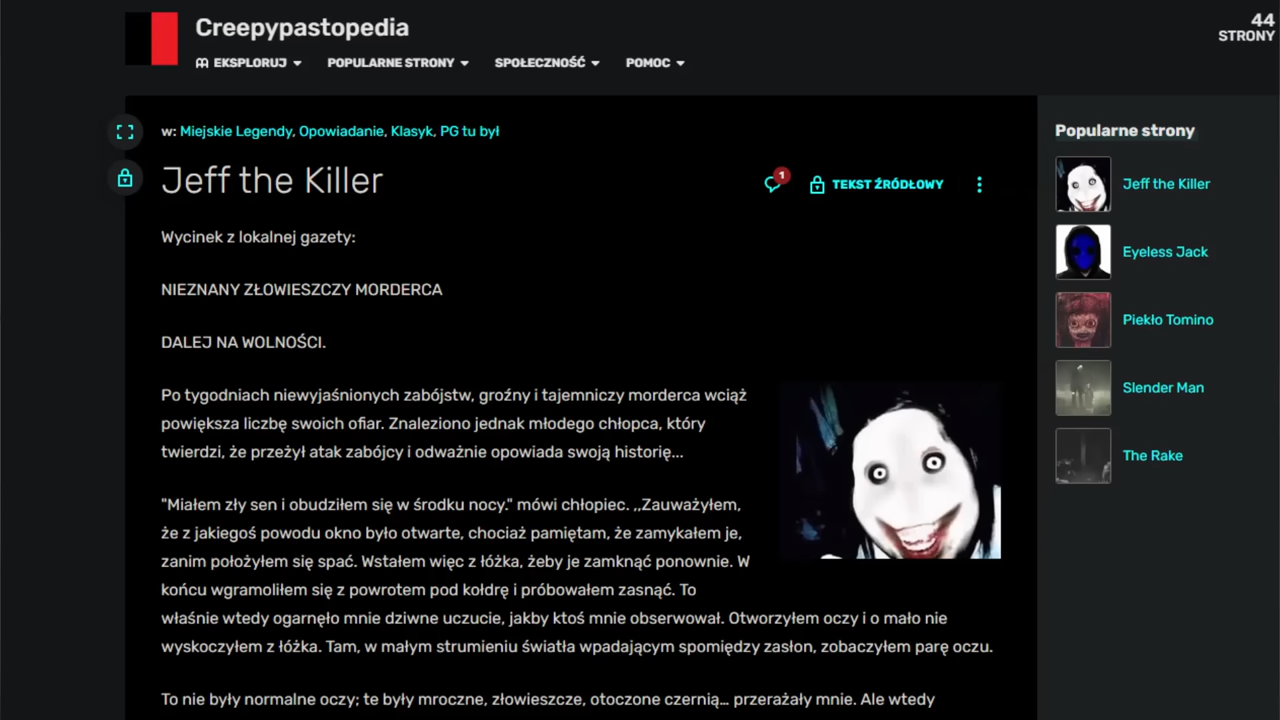 Creepypastopedia
44
STRONY
EKSPLORUJ
POPULARNE STRONY
SPOŁECZNOŚĆ
POMOC
w: Miejskie Legendy, Opowiadanie, Klasyk, PG tu był
Jeff the Killer
1
TEKST ŹRÓDŁOWY
Wycinek z lokalnej gazety:
NIEZNANY ZŁOWIESZCZY MORDERCA
DALEJ NA WOLNOŚCI.
Po tygodniach niewyjaśnionych zabójstw, groźny i tajemniczy morderca wciąż
powiększa liczbę swoich ofiar. Znaleziono jednak młodego chłopca, który
twierdzi, że przeżył atak zabójcy i odważnie opowiada swoją historię...
"Miałem zły sen i obudziłem się w środku nocy." mówi chłopiec. ,,Zauważyłem,
że z jakiegoś powodu okno było otwarte, chociaż pamiętam, że zamykałem je,
zanim położyłem się spać. Wstałem więc z łóżka, żeby je zamknąć ponownie. W
końcu wgramoliłem się z powrotem pod kołdrę i próbowałem zasnąć. To
właśnie wtedy ogarnęło mnie dziwne uczucie, jakby ktoś mnie obserwował. Otworzyłem oczy i o mało nie
wyskoczyłem z łóżka. Tam, w małym strumieniu światła wpadającym spomiędzy zasłon, zobaczyłem parę oczu.
To nie były normalne oczy; te były mroczne, złowieszcze, otoczone czernią… przerażały mnie. Ale wtedy
Popularne strony
Jeff the Killer
Eyeless Jack
Piekło Tomino
Slender Man
The Rake